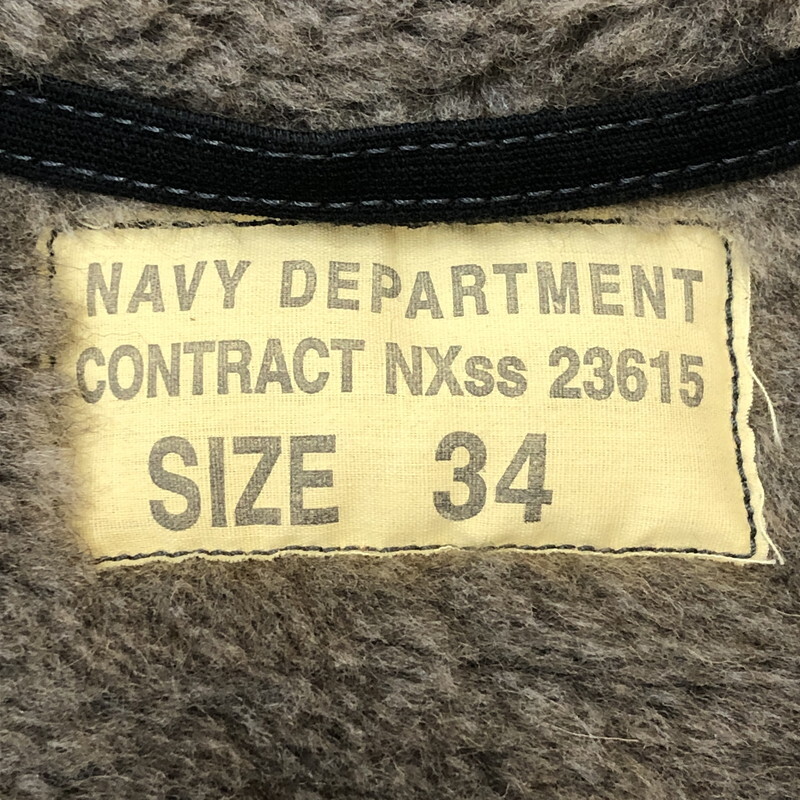 NAVY DEPARTMENT
CONTRACT NXss 23615
SIZE 34